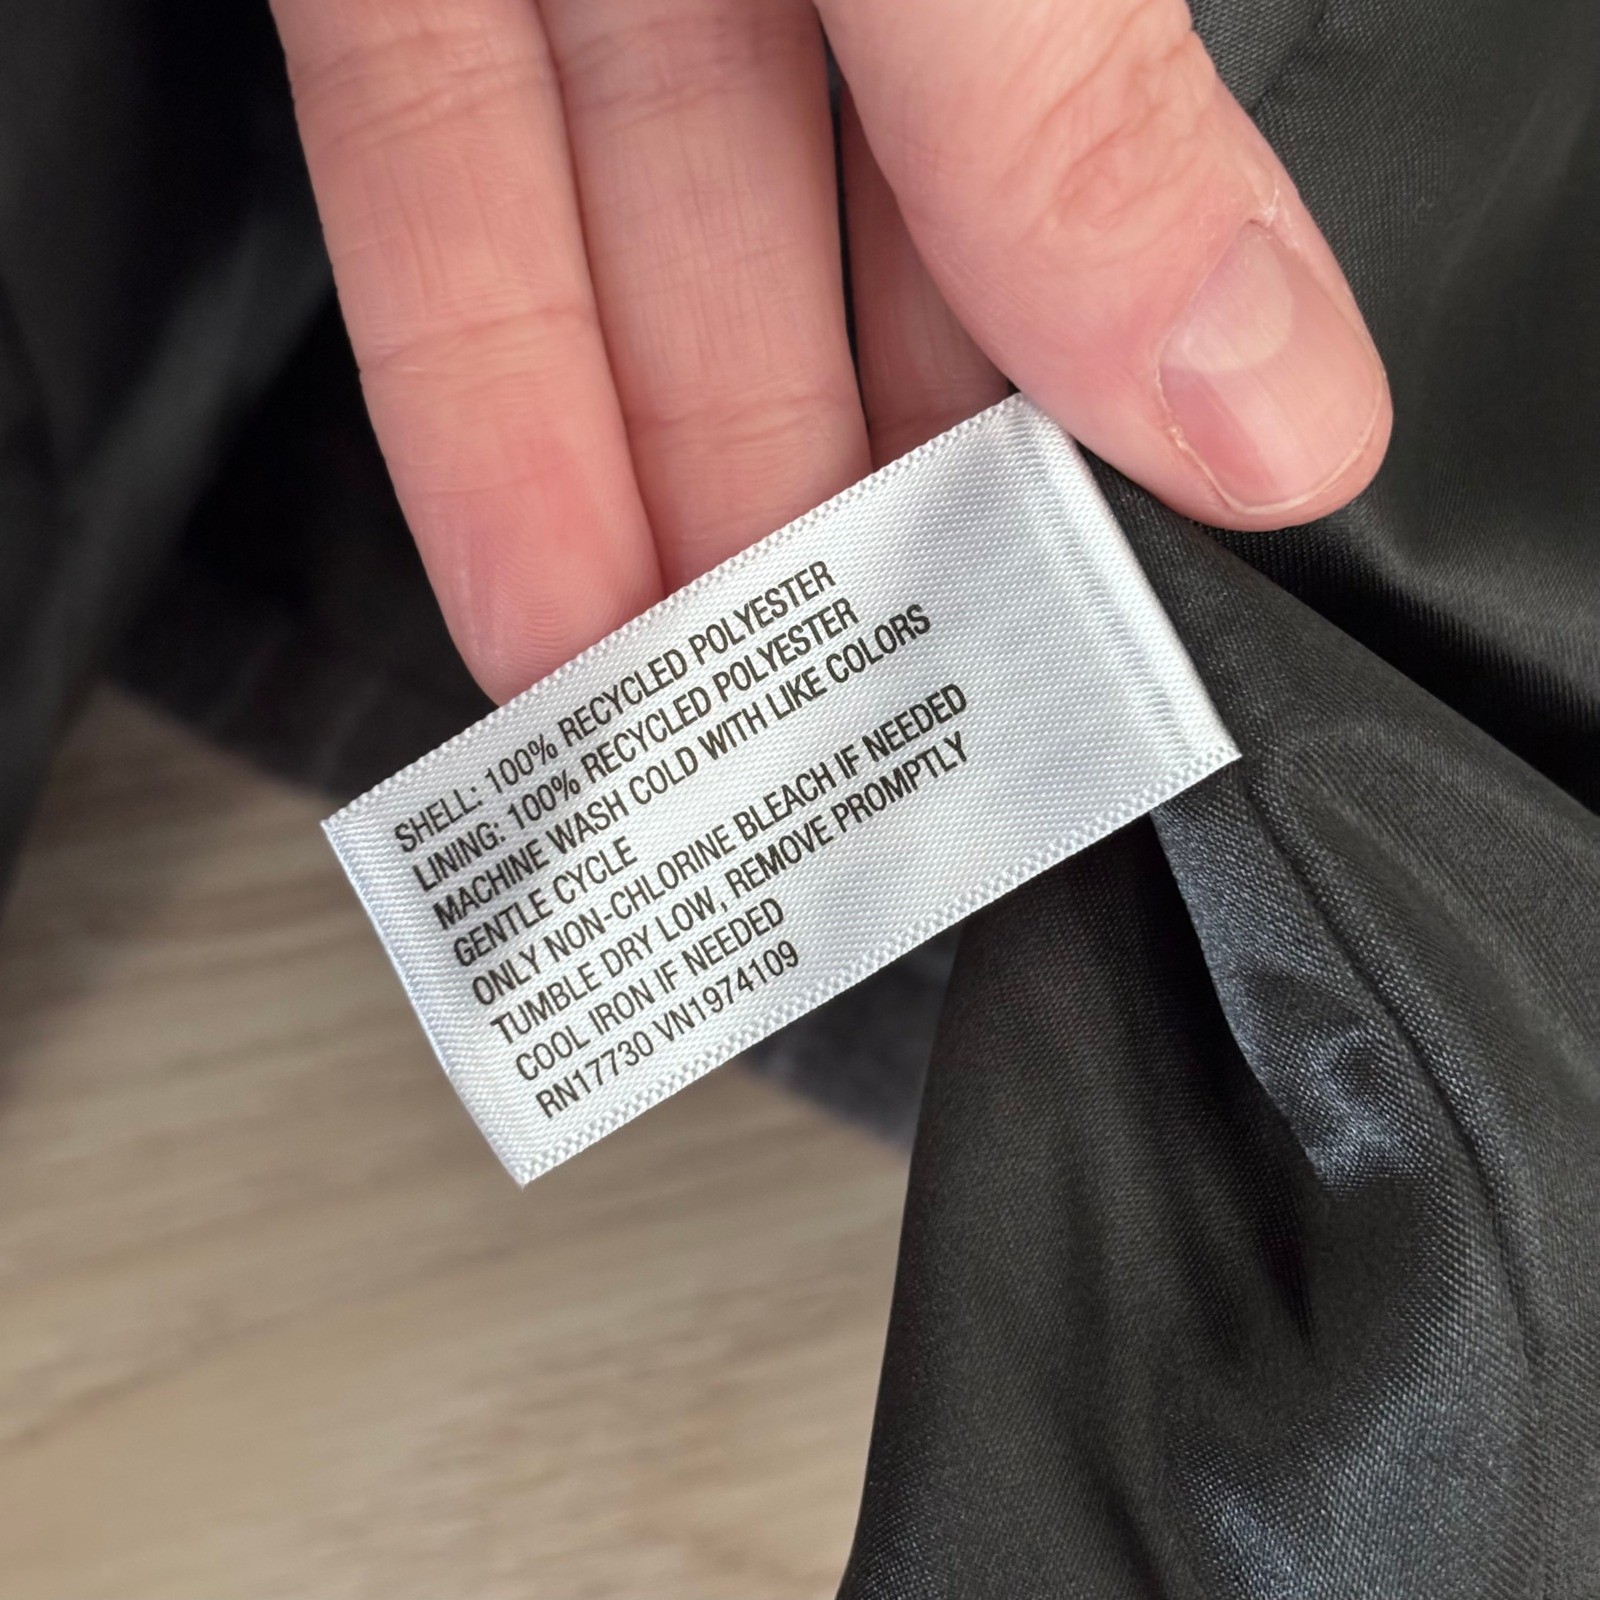 SHELL: 100% RECYCLED POLYESTER
LINING: 100% RECYCLED POLYESTER
MACHINE WASH COLD WITH LIKE COLORS
GENTLE CYCLE
ONLY NON-CHLORINE BLEACH IF NEEDED
TUMBLE DRY LOW, REMOVE PROMPTLY
COOL IRON IF NEEDED
RN17730 VN1974109